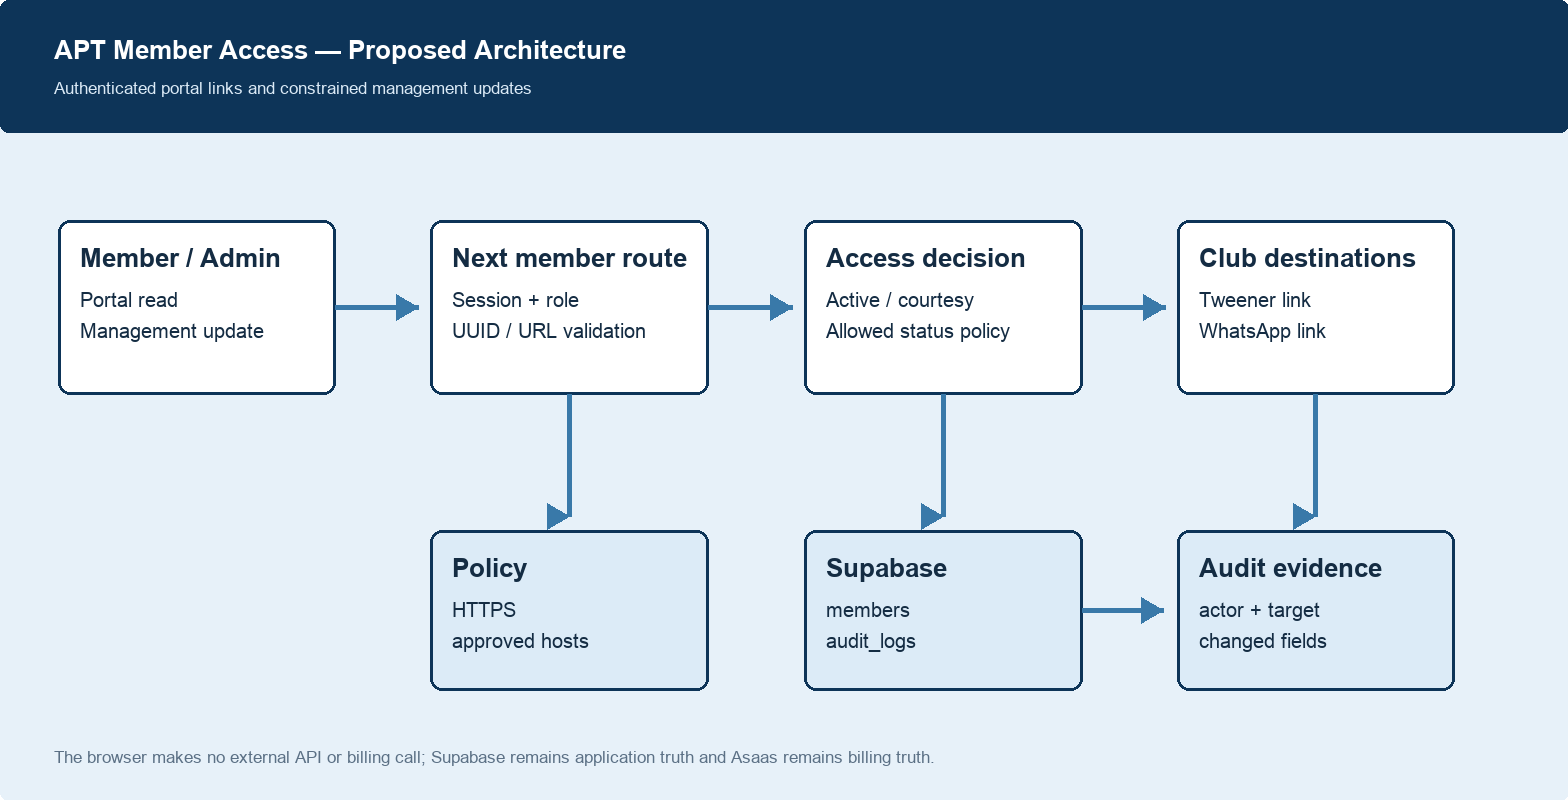 APT Member Access — Proposed Architecture
Authenticated portal links and constrained management updates
Member / Admin
Portal read
Management update
Next member route
Session + role
UUID / URL validation
Access decision
Active / courtesy
Allowed status policy
Club destinations
Tweener link
WhatsApp link
Policy
HTTPS
approved hosts
Supabase
members
audit_logs
Audit evidence
actor + target
changed fields
The browser makes no external API or billing call; Supabase remains application truth and Asaas remains billing truth.